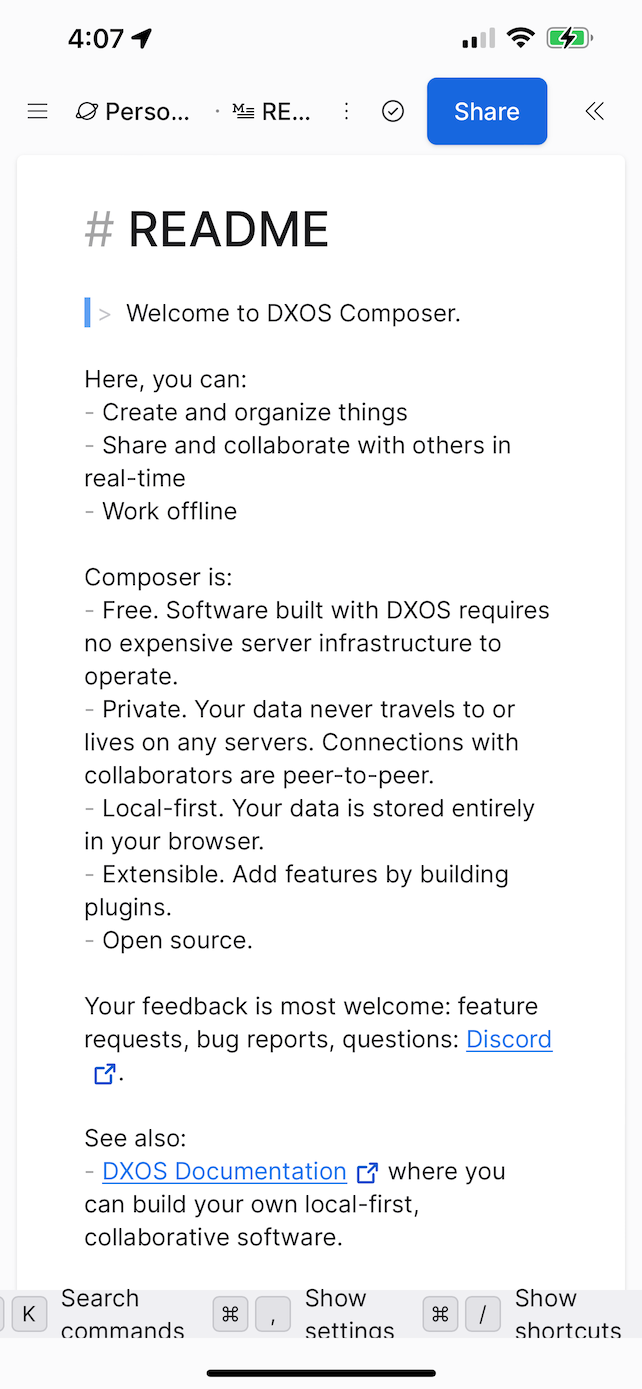 4:07
Perso... · M RE... Share
# README
> Welcome to DXOS Composer.
Here, you can:
- Create and organize things
- Share and collaborate with others in
real-time
- Work offline
Composer is:
- Free. Software built with DXOS requires
no expensive server infrastructure to
operate.
- Private. Your data never travels to or
lives on any servers. Connections with
collaborators are peer-to-peer.
- Local-first. Your data is stored entirely
in your browser.
- Extensible. Add features by building
plugins.
- Open source.
Your feedback is most welcome: feature
requests, bug reports, questions: Discord
.
See also:
- DXOS Documentation where you
can build your own local-first,
collaborative software.
K Search commands ⌘ , Show settings ⌘ / Show shortcuts